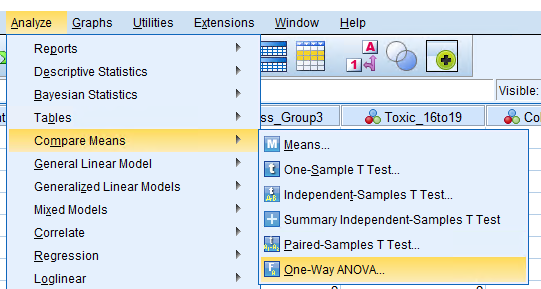 Analyze Graphs Utilities Extensions Window Help
Reports
Descriptive Statistics
Bayesian Statistics
Visible:
Tables
ss_Group3 Toxic_16to19 Co
Compare Means
Means...
General Linear Model
One-Sample T Test...
Generalized Linear Models
Independent-Samples T Test...
Mixed Models
Summary Independent-Samples T Test
Correlate
Paired-Samples T Test...
Regression
One-Way ANOVA...
Loglinear